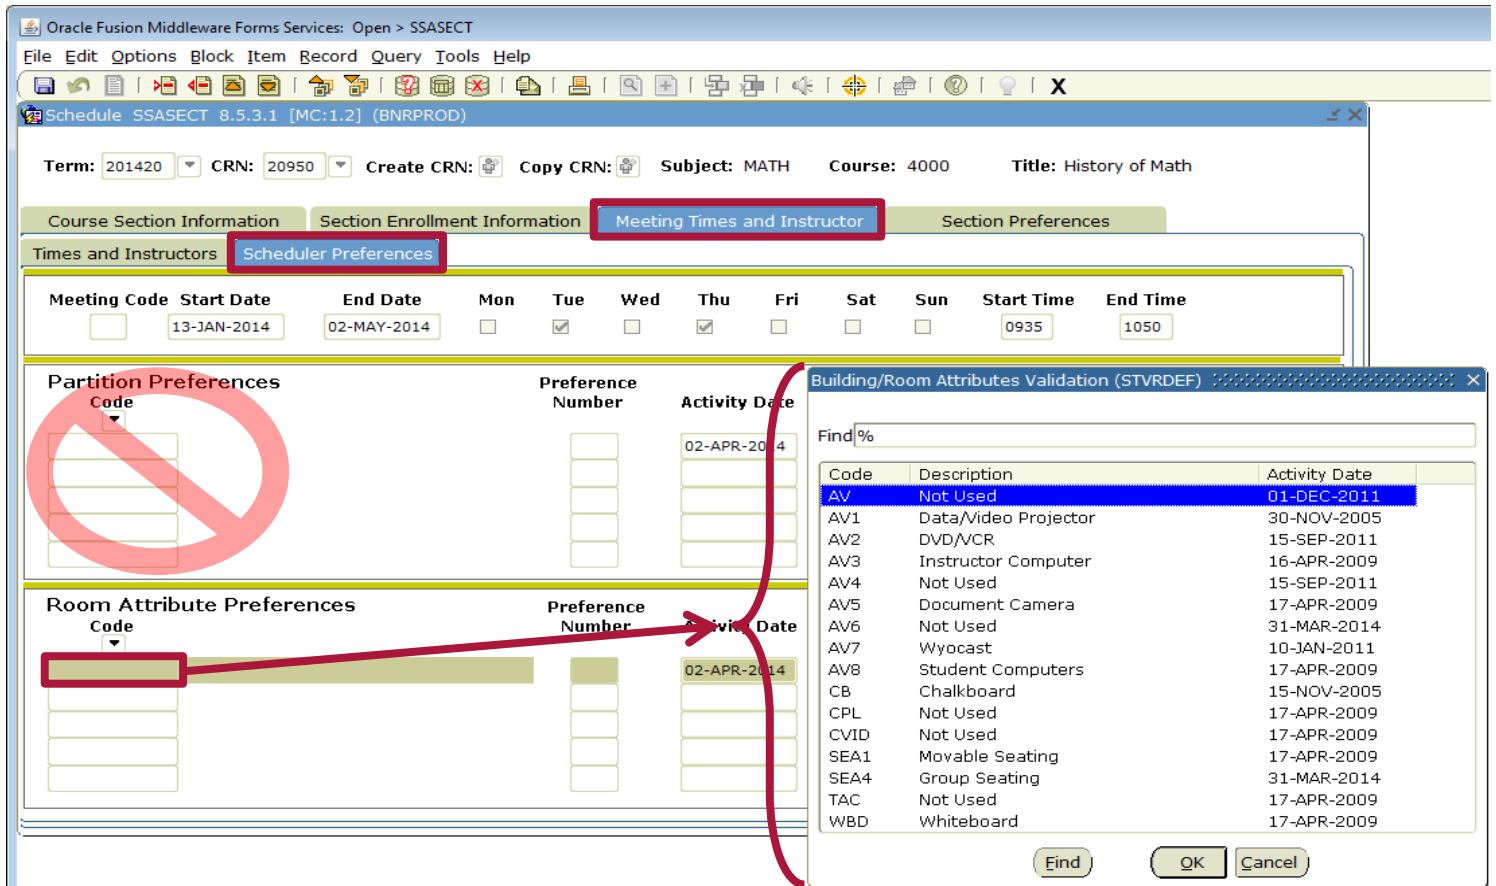 Oracle Fusion Middleware Forms Services: Open > SSASECT
File Edit Options Block Item Record Query Tools Help
X
Schedule SSASECT 8.5.3.1 [MC:1.2] (BNRPROD)
Term: 201420 CRN: 20950 Create CRN: Copy CRN: Subject: MATH Course: 4000 Title: History of Math
Course Section Information Section Enrollment Information Meeting Times and Instructor Section Preferences
Times and Instructors Scheduler Preferences
Meeting Code Start Date End Date Mon Tue Wed Thu Fri Sat Sun Start Time End Time
13-JAN-2014 02-MAY-2014 0935 1050
Partition Preferences
Code
Preference
Number Activity Date
02-APR-2014
Room Attribute Preferences
Code
Preference
Number Activity Date
02-APR-2014
Building/Room Attributes Validation (STVRDEF)
Find %
Code Description Activity Date
AV Not Used 01-DEC-2011
AV1 Data/Video Projector 30-NOV-2005
AV2 DVD/VCR 15-SEP-2011
AV3 Instructor Computer 16-APR-2009
AV4 Not Used 15-SEP-2011
AV5 Document Camera 17-APR-2009
AV6 Not Used 31-MAR-2014
AV7 Wyocast 10-JAN-2011
AV8 Student Computers 17-APR-2009
CB Chalkboard 15-NOV-2005
CPL Not Used 17-APR-2009
CVID Not Used 17-APR-2009
SEA1 Movable Seating 17-APR-2009
SEA4 Group Seating 31-MAR-2014
TAC Not Used 17-APR-2009
WBD Whiteboard 17-APR-2009
Find OK Cancel